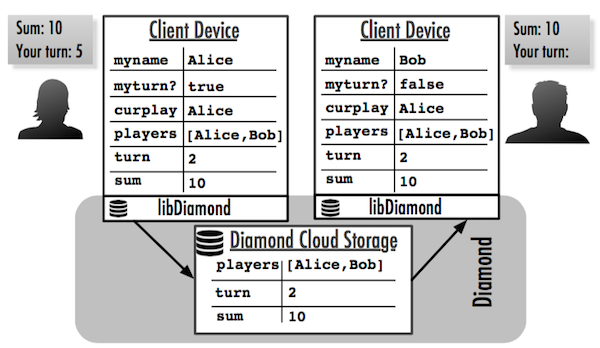 Sum: 10
Your turn: 5
Client Device
myname Alice
myturn? true
curplay Alice
players [Alice,Bob]
turn 2
sum 10
libDiamond
Client Device
myname Bob
myturn? false
curplay Alice
players [Alice,Bob]
turn 2
sum 10
libDiamond
Sum: 10
Your turn:
Diamond Cloud Storage
players [Alice,Bob]
turn 2
sum 10
Diamond